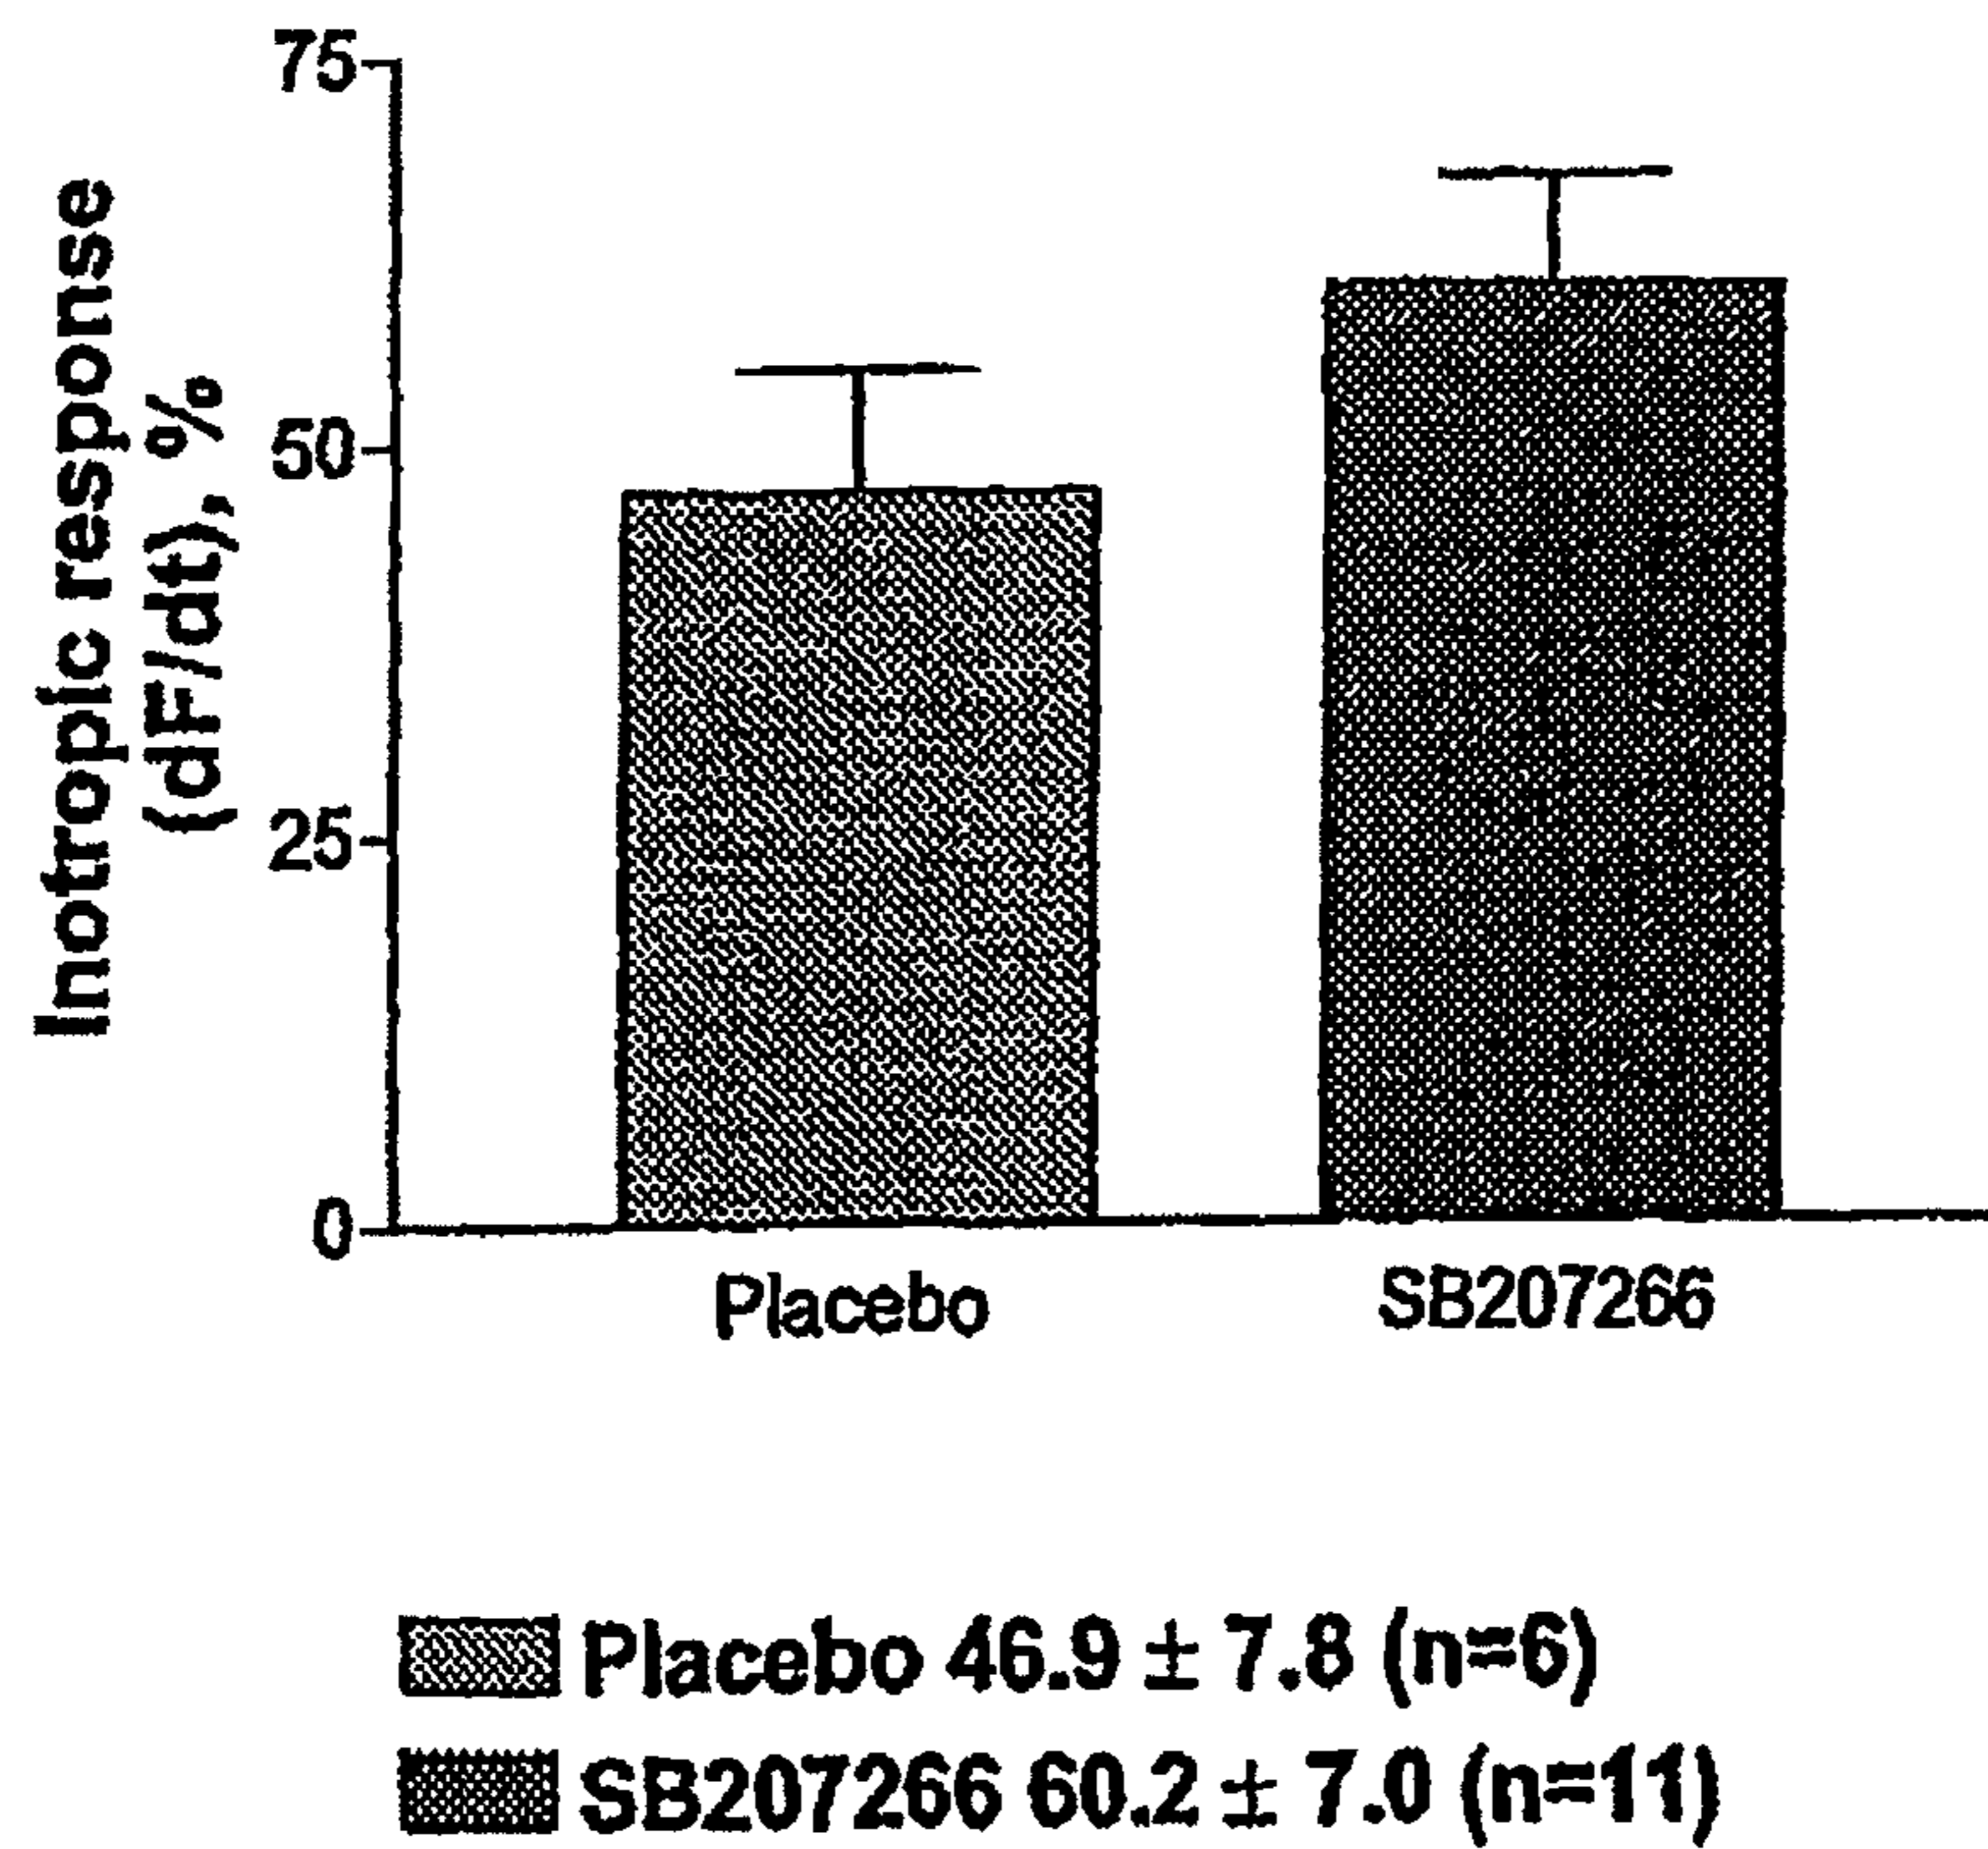 Inotropic response
(dF/dt), %
75
50
25
0
Placebo
SB207266
Placebo 46.9 ± 7.8 (n=6)
SB207266 60.2 ± 7.0 (n=11)